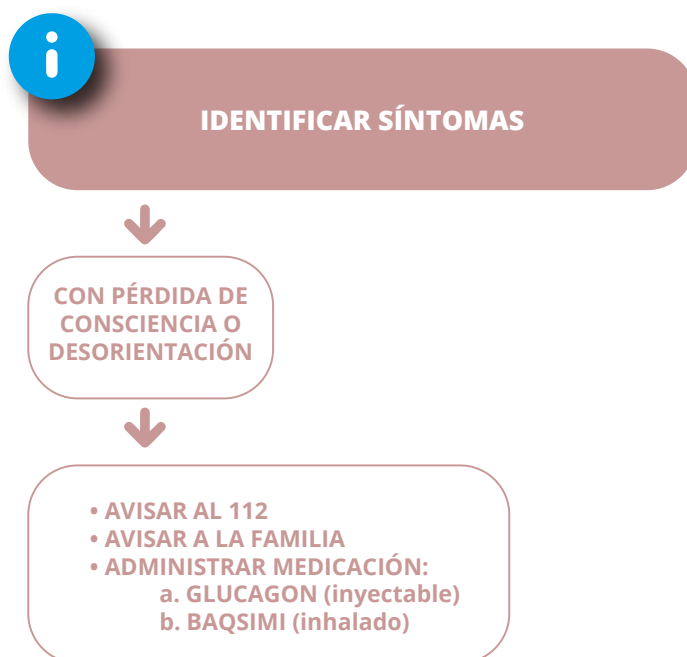 IDENTIFICAR SÍNTOMAS
CON PÉRDIDA DE
CONSCIENCIA O
DESORIENTACIÓN
• AVISAR AL 112
• AVISAR A LA FAMILIA
• ADMINISTRAR MEDICACIÓN:
a. GLUCAGON (inyectable)
b. BAQSIMI (inhalado)